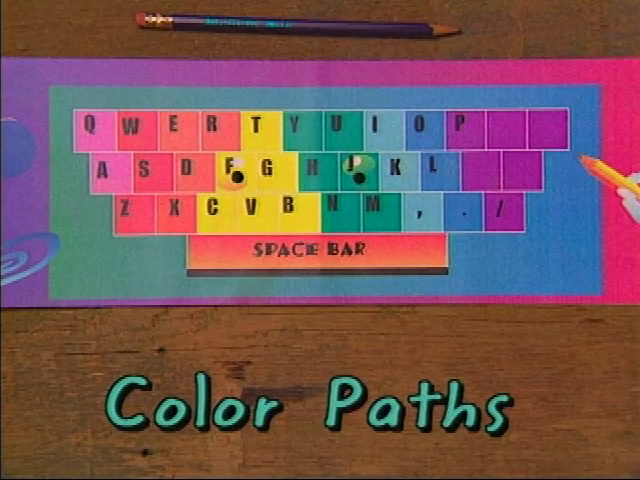 Q W E R T Y U I O P
A S D F G H J K L
Z X C V B N M , . /
SPACE BAR
Color Paths